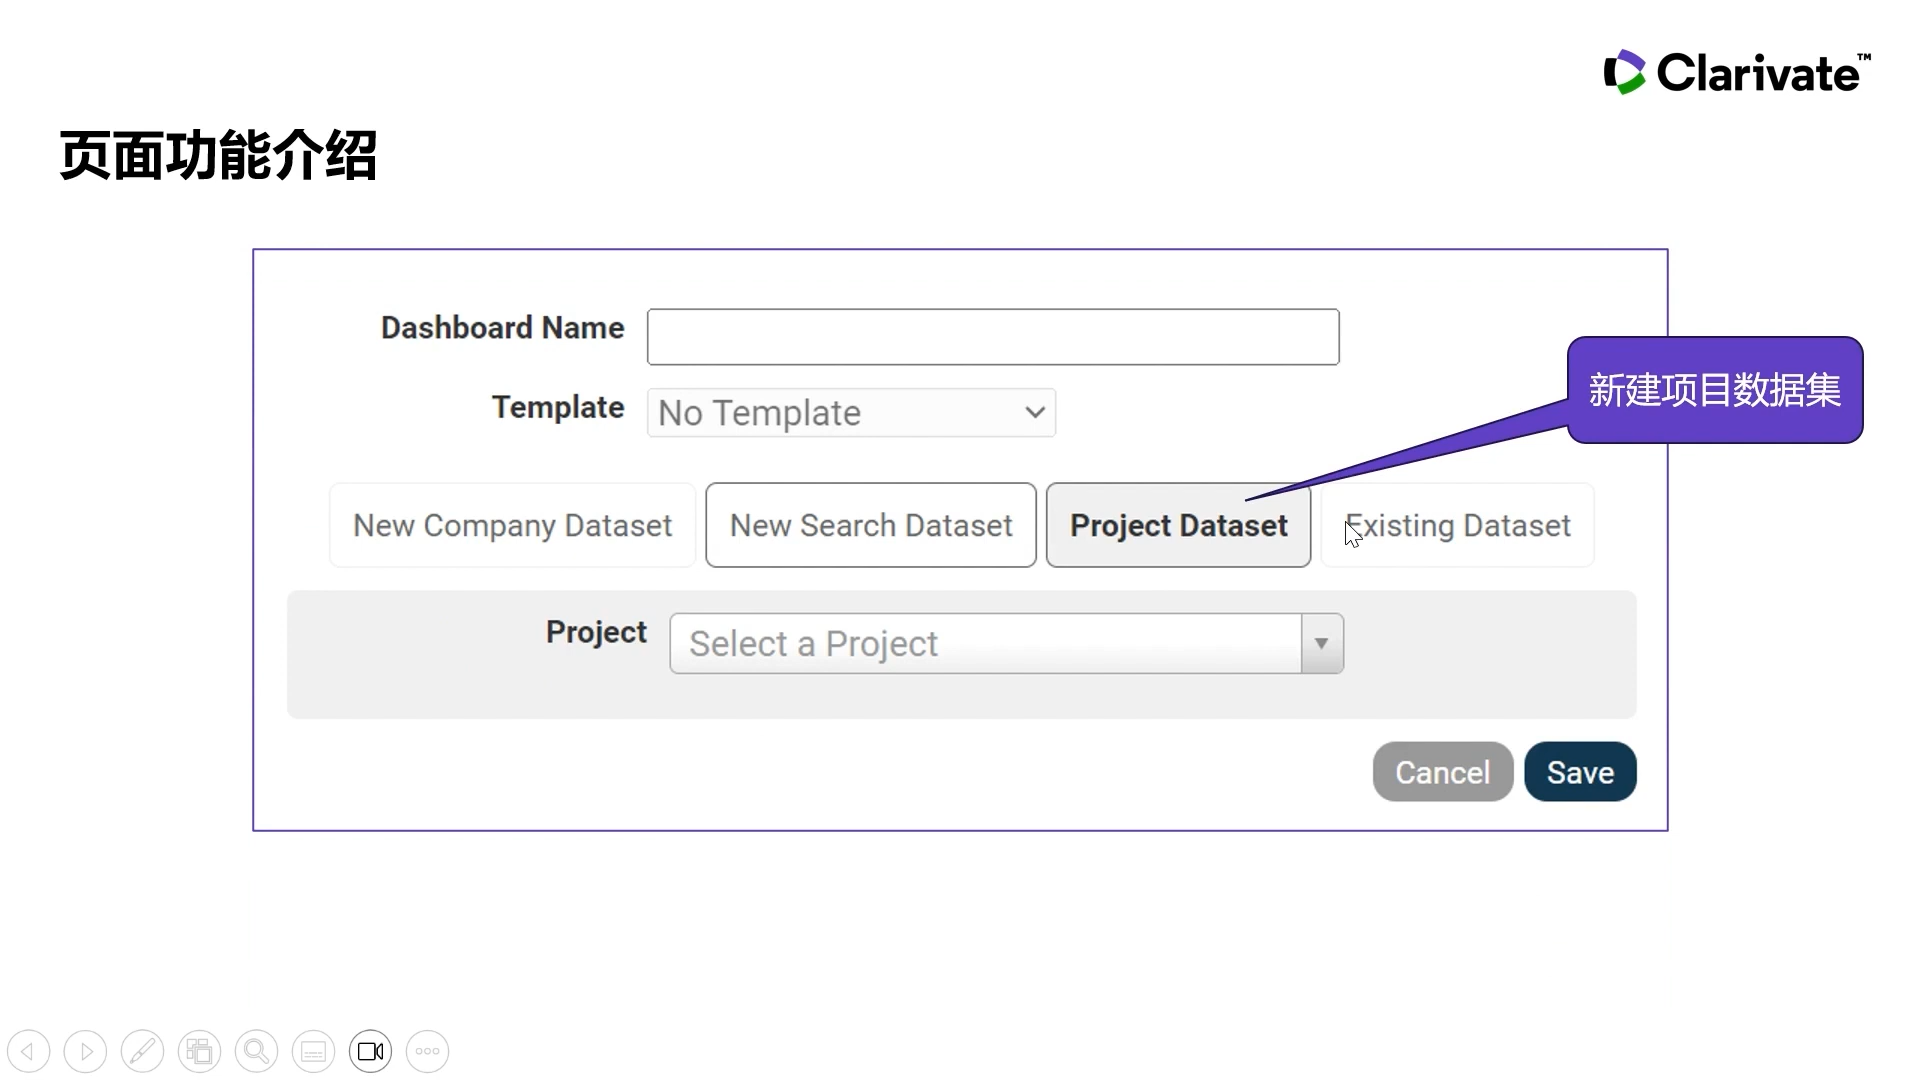 Clarivate™
页面功能介绍
Dashboard Name
Template
No Template
新建项目数据集
New Company Dataset
New Search Dataset
Project Dataset
Existing Dataset
Project
Select a Project
Cancel
Save